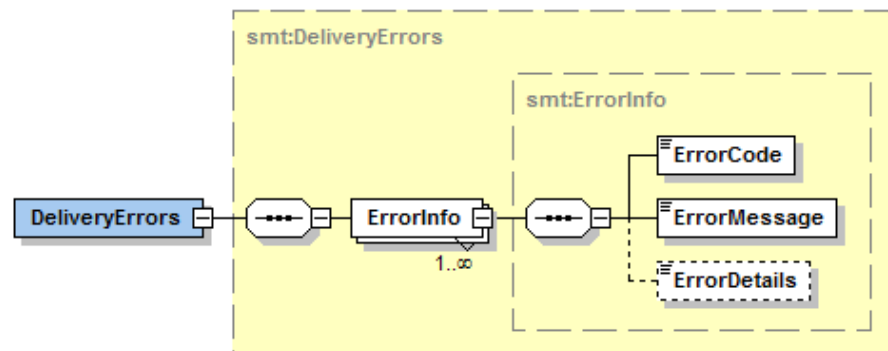 smt:DeliveryErrors
smt:ErrorInfo
ErrorCode
DeliveryErrors
ErrorInfo
ErrorMessage
1..∞
ErrorDetails